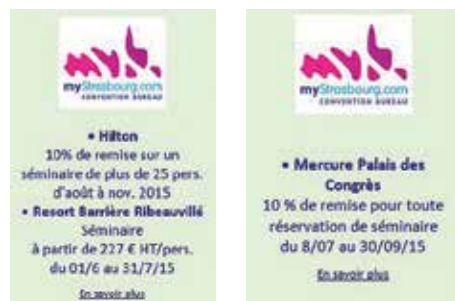 myStrasbourg.com
CONVENTION BUREAU
• Hilton
10% de remise sur un
séminaire de plus de 25 pers.
d'août à nov. 2015
• Resort Barrière Ribeauvillé
Séminaire
à partir de 227 € HT/pers.
du 01/6 au 31/7/15
En savoir plus
myStrasbourg.com
CONVENTION BUREAU
• Mercure Palais des
Congrès
10 % de remise pour toute
réservation de séminaire
du 8/07 au 30/09/15
En savoir plus